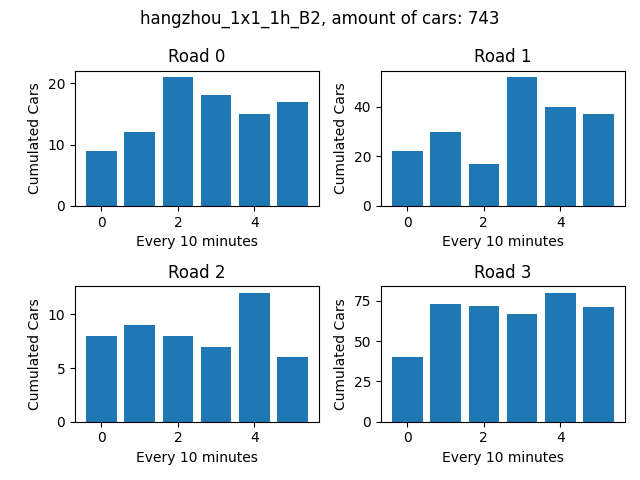 hangzhou_1x1_1h_B2, amount of cars: 743
Road 0
Cumulated Cars
20
10
0
0 2 4
Every 10 minutes
Road 1
Cumulated Cars
40
20
0
0 2 4
Every 10 minutes
Road 2
Cumulated Cars
10
5
0
0 2 4
Every 10 minutes
Road 3
Cumulated Cars
75
50
25
0
0 2 4
Every 10 minutes